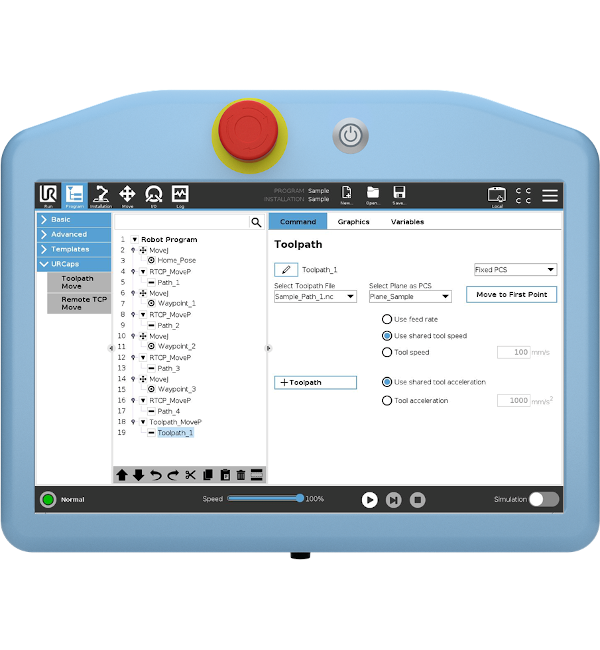 UR
PROGRAM Sample
INSTALLATION Sample
Run Program Installation Move I/O Log New... Open... Save... Local
Basic
Advanced
Templates
URCaps
Toolpath
Move
Remote TCP
Move
1 Robot Program
2 MoveJ
3 Home_Pose
4 RTCP_MoveP
5 Path_1
6 MoveJ
7 Waypoint_1
8 RTCP_MoveP
9 Path_2
10 MoveJ
11 Waypoint_2
12 RTCP_MoveP
13 Path_3
14 MoveJ
15 Waypoint_3
16 RTCP_MoveP
17 Path_4
18 Toolpath_MoveP
19 Toolpath_1
Command Graphics Variables
Toolpath
Toolpath_1 Fixed PCS
Select Toolpath File Select Plane as PCS
Sample_Path_1.nc Plane_Sample Move to First Point
Use feed rate
Use shared tool speed
Tool speed 100 mm/s
+Toolpath Use shared tool acceleration
Tool acceleration 1000 mm/s²
Normal Speed 100% Simulation